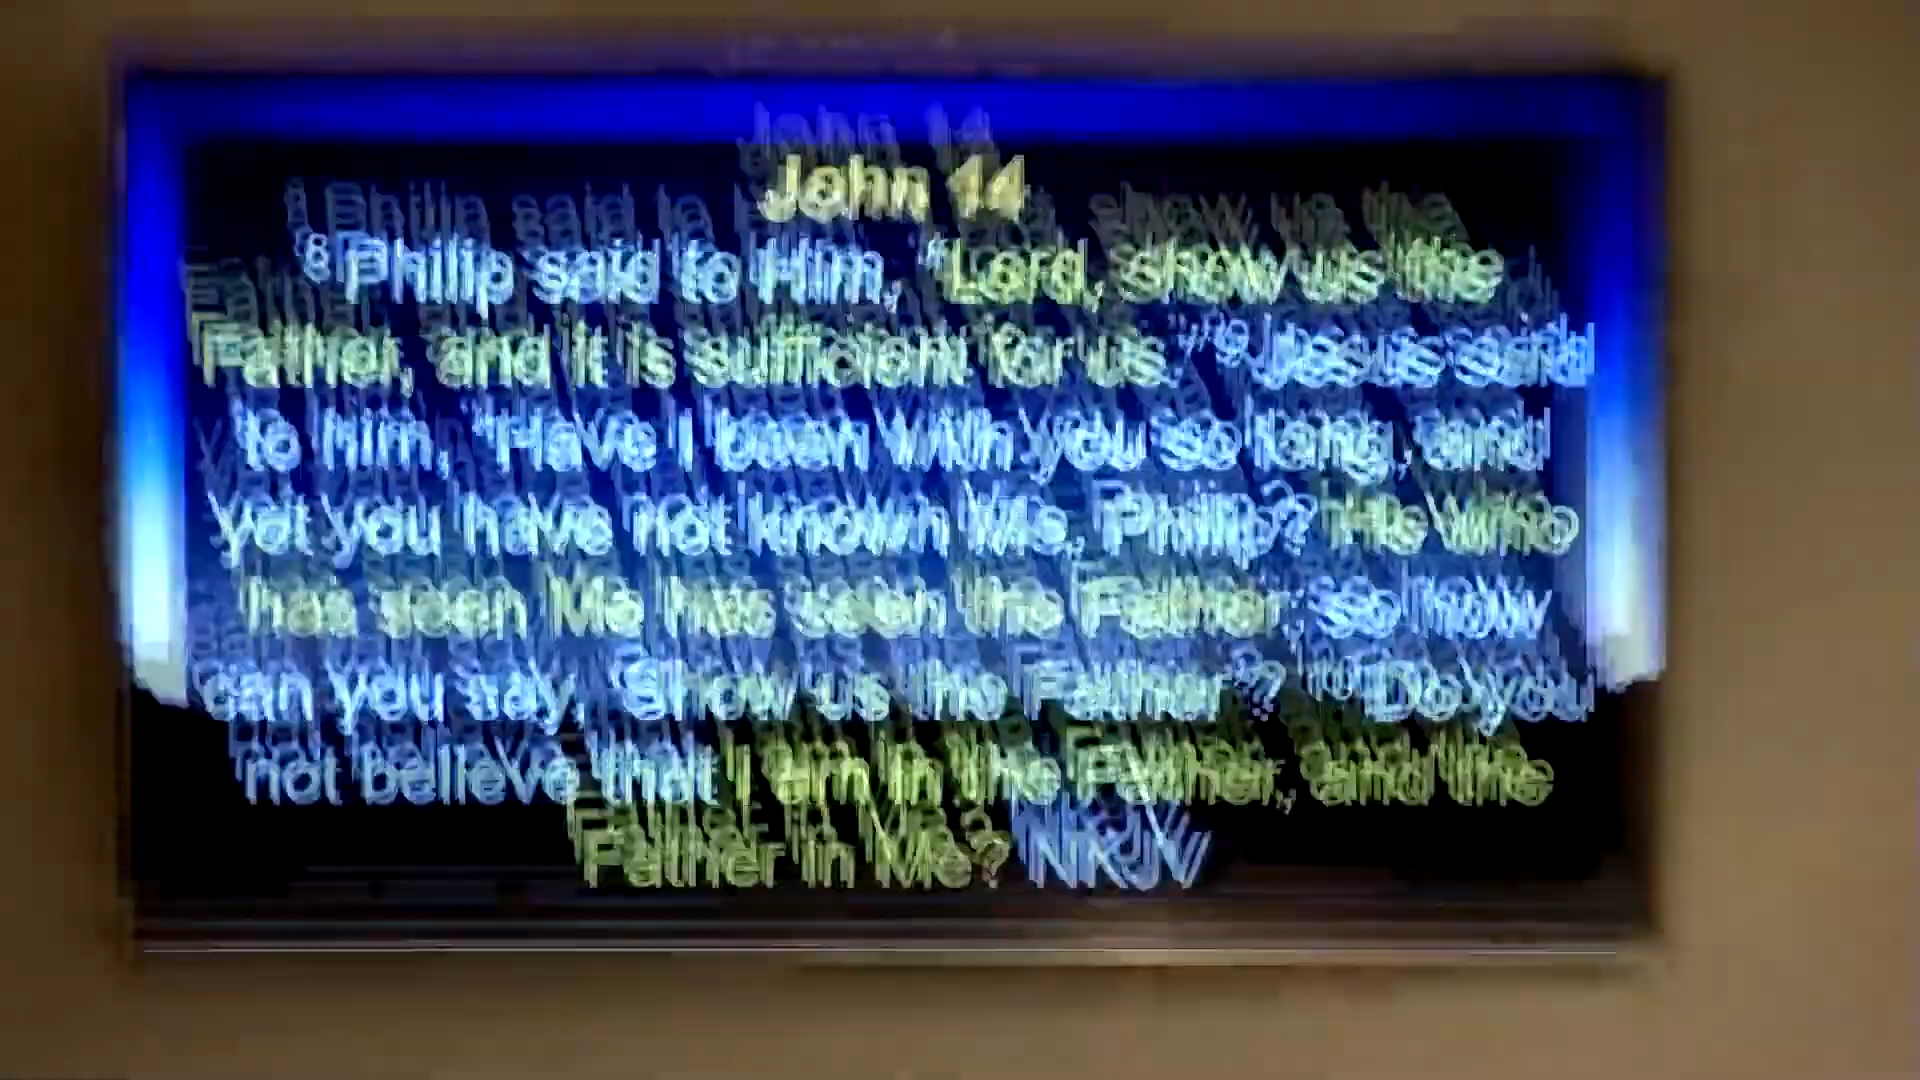 John 14
8 Philip said to Him, “Lord, show us the
Father, and it is sufficient for us.” 9 Jesus said
to him, “Have I been with you so long, and
yet you have not known Me, Philip? He who
has seen Me has seen the Father; so how
can you say, ‘Show us the Father’? 10 Do you
not believe that I am in the Father, and the
Father in Me? NKJV